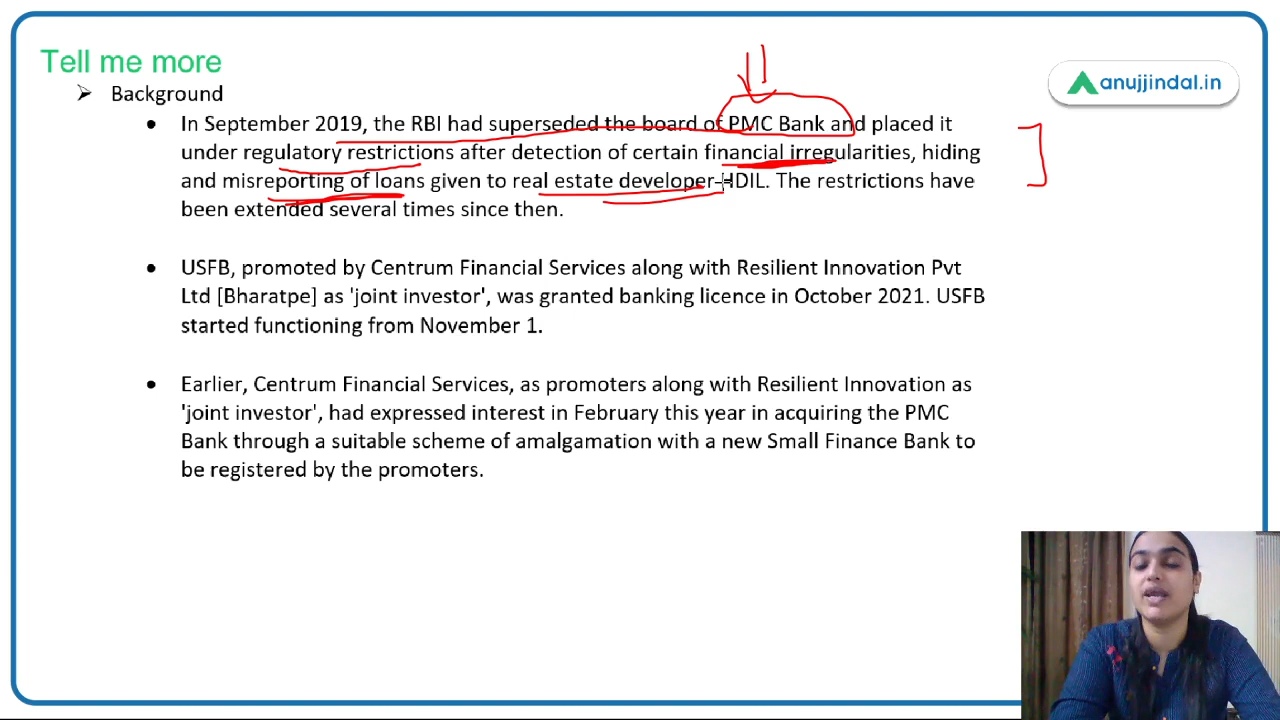 Tell me more
anujjindal.in
➢ Background
• In September 2019, the RBI had superseded the board of PMC Bank and placed it
under regulatory restrictions after detection of certain financial irregularities, hiding
and misreporting of loans given to real estate developer HDIL. The restrictions have
been extended several times since then.
• USFB, promoted by Centrum Financial Services along with Resilient Innovation Pvt
Ltd [Bharatpe] as 'joint investor', was granted banking licence in October 2021. USFB
started functioning from November 1.
• Earlier, Centrum Financial Services, as promoters along with Resilient Innovation as
'joint investor', had expressed interest in February this year in acquiring the PMC
Bank through a suitable scheme of amalgamation with a new Small Finance Bank to
be registered by the promoters.